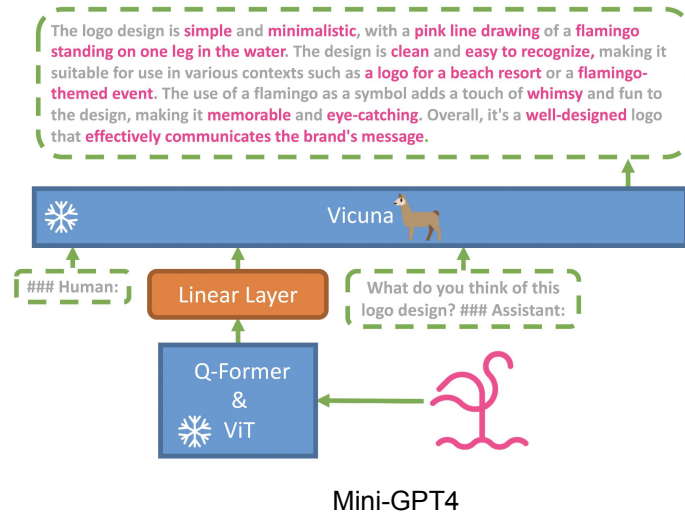 The logo design is simple and minimalistic, with a pink line drawing of a flamingo
standing on one leg in the water. The design is clean and easy to recognize, making it
suitable for use in various contexts such as a logo for a beach resort or a flamingo-
themed event. The use of a flamingo as a symbol adds a touch of whimsy and fun to
the design, making it memorable and eye-catching. Overall, it's a well-designed logo
that effectively communicates the brand's message.
Vicuna
### Human:
Linear Layer
What do you think of this
logo design? ### Assistant:
Q-Former
&
ViT
Mini-GPT4